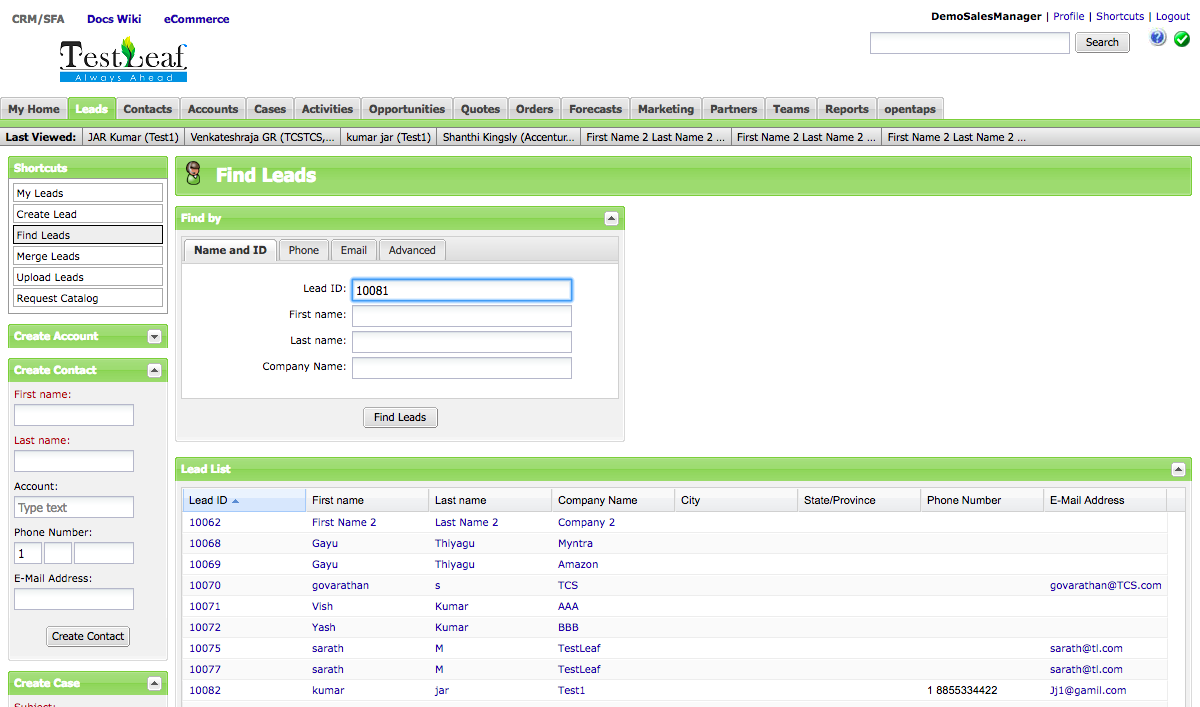 CRM/SFA Docs Wiki eCommerce
DemoSalesManager | Profile | Shortcuts | Logout
TestLeaf
Always Ahead
Search
?
My Home Leads Contacts Accounts Cases Activities Opportunities Quotes Orders Forecasts Marketing Partners Teams Reports opentaps
Last Viewed: JAR Kumar (Test1) Venkateshraja GR (TCSTCS,... kumar jar (Test1) Shanthi Kingsly (Accentur... First Name 2 Last Name 2 ... First Name 2 Last Name 2 ... First Name 2 Last Name 2 ...
Shortcuts
My Leads
Create Lead
Find Leads
Merge Leads
Upload Leads
Request Catalog
Create Account
Create Contact
First name:
Last name:
Account:
Type text
Phone Number:
1
E-Mail Address:
Create Contact
Create Case
Subject:
Find Leads
Find by
Name and ID Phone Email Advanced
Lead ID: 10081
First name:
Last name:
Company Name:
Find Leads
Lead List
Lead ID First name Last name Company Name City State/Province Phone Number E-Mail Address
10062 First Name 2 Last Name 2 Company 2
10068 Gayu Thiyagu Myntra
10069 Gayu Thiyagu Amazon
10070 govarathan s TCS govarathan@TCS.com
10071 Vish Kumar AAA
10072 Yash Kumar BBB
10075 sarath M TestLeaf sarath@tl.com
10077 sarath M TestLeaf sarath@tl.com
10082 kumar jar Test1 1 8855334422 Jj1@gamil.com